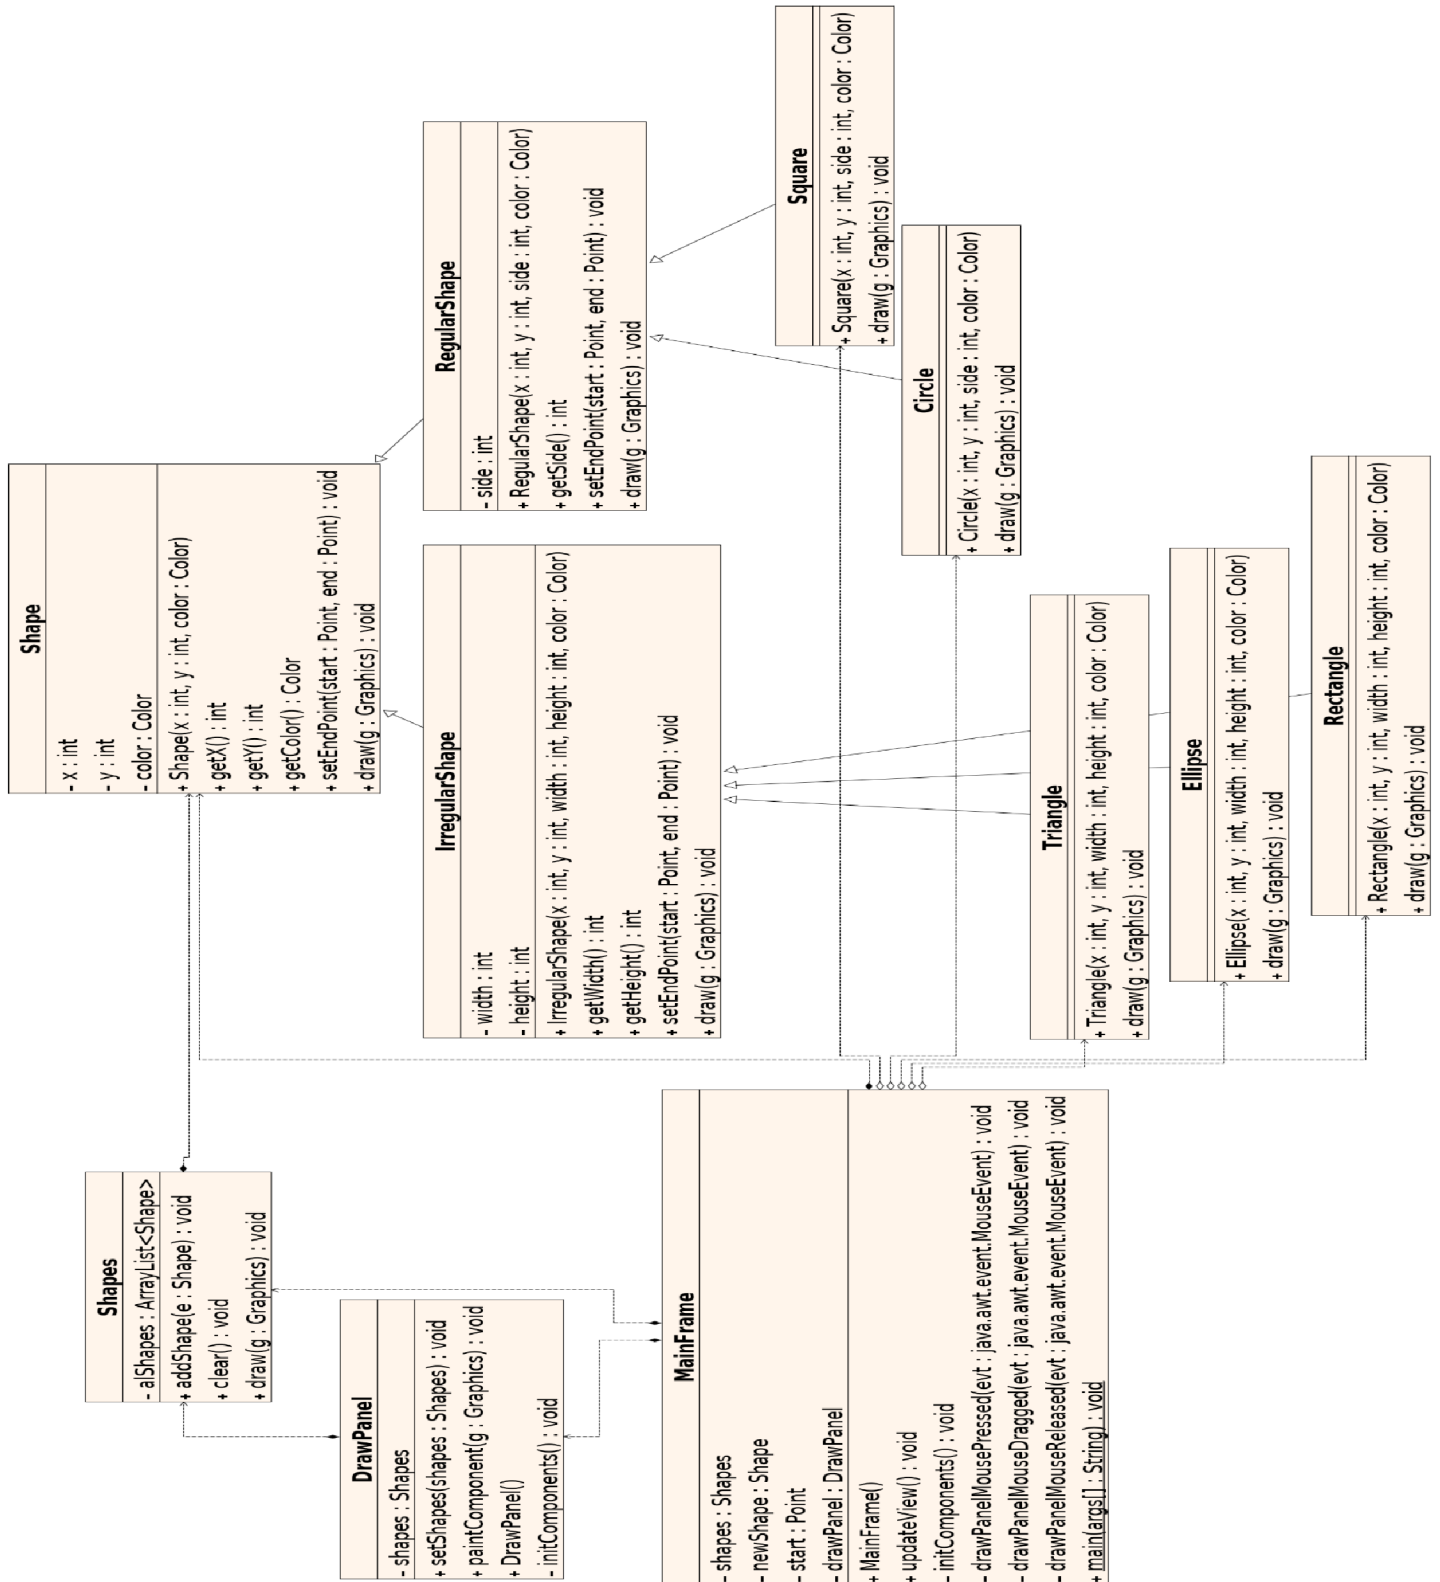 Shape
- x : int
- y : int
- color : Color
+ Shape(x : int, y : int, color : Color)
+ getX() : int
+ getY() : int
+ getColor() : Color
+ setEndPoint(start : Point, end : Point) : void
+ draw(g : Graphics) : void
Shapes
- alShapes : ArrayList<Shape>
+ addShape(e : Shape) : void
+ clear() : void
+ draw(g : Graphics) : void
DrawPanel
- shapes : Shapes
+ setShapes(shapes : Shapes) : void
+ paintComponent(g : Graphics) : void
+ DrawPanel()
- initComponents() : void
IrregularShape
- width : int
- height : int
+ IrregularShape(x : int, y : int, width : int, height : int, color : Color)
+ getWidth() : int
+ getHeight() : int
+ setEndPoint(start : Point, end : Point) : void
+ draw(g : Graphics) : void
RegularShape
- side : int
+ RegularShape(x : int, y : int, side : int, color : Color)
+ getSide() : int
+ setEndPoint(start : Point, end : Point) : void
+ draw(g : Graphics) : void
MainFrame
- shapes : Shapes
- newShape : Shape
- start : Point
- drawPanel : DrawPanel
+ MainFrame()
+ updateView() : void
- initComponents() : void
- drawPanelMousePressed(evt : java.awt.event.MouseEvent) : void
- drawPanelMouseDragged(evt : java.awt.event.MouseEvent) : void
- drawPanelMouseReleased(evt : java.awt.event.MouseEvent) : void
+ main(args[] : String) : void
Square
+ Square(x : int, y : int, side : int, color : Color)
+ draw(g : Graphics) : void
Circle
+ Circle(x : int, y : int, side : int, color : Color)
+ draw(g : Graphics) : void
Triangle
+ Triangle(x : int, y : int, width : int, height : int, color : Color)
+ draw(g : Graphics) : void
Ellipse
+ Ellipse(x : int, y : int, width : int, height : int, color : Color)
+ draw(g : Graphics) : void
Rectangle
+ Rectangle(x : int, y : int, width : int, height : int, color : Color)
+ draw(g : Graphics) : void